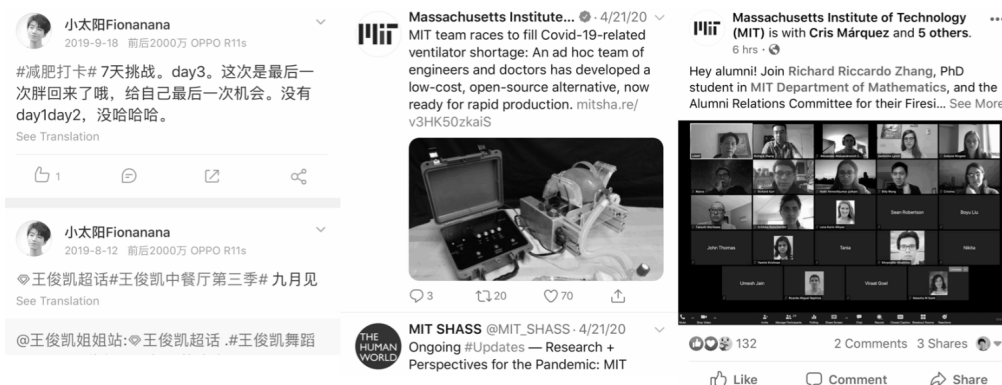 小太阳Fionanana
2019-9-18 前后2000万 OPPO R11s
#减肥打卡# 7天挑战。day3。这次是最后一
次胖回来了哦，给自己最后一次机会。没有
day1day2，没哈哈哈。
See Translation
1
小太阳Fionanana
2019-8-12 前后2000万 OPPO R11s
王俊凯超话#王俊凯中餐厅第三季# 九月见
See Translation
@王俊凯姐姐站:王俊凯超话 .#王俊凯舞蹈
Massachusetts Institute... · 4/21/20
MIT team races to fill Covid-19-related
ventilator shortage: An ad hoc team of
engineers and doctors has developed a
low-cost, open-source alternative, now
ready for rapid production. mitsha.re/
v3HK50zkaiS
3 20 70
THE
HUMAN
WORLD
MIT SHASS @MIT_SHASS · 4/21/20
Ongoing #Updates — Research +
Perspectives for the Pandemic: MIT
MIT
Massachusetts Institute of Technology
(MIT) is with Cris Márquez and 5 others.
6 hrs ·
Hey alumni! Join Richard Riccardo Zhang, PhD
student in MIT Department of Mathematics, and the
Alumni Relations Committee for their Firesi... See More
Sean Robertson
Boyu Liu
John Thomas
Tania
Nikita
Umesh Jain
Viraat Goel
132
2 Comments 3 Shares
Like Comment Share